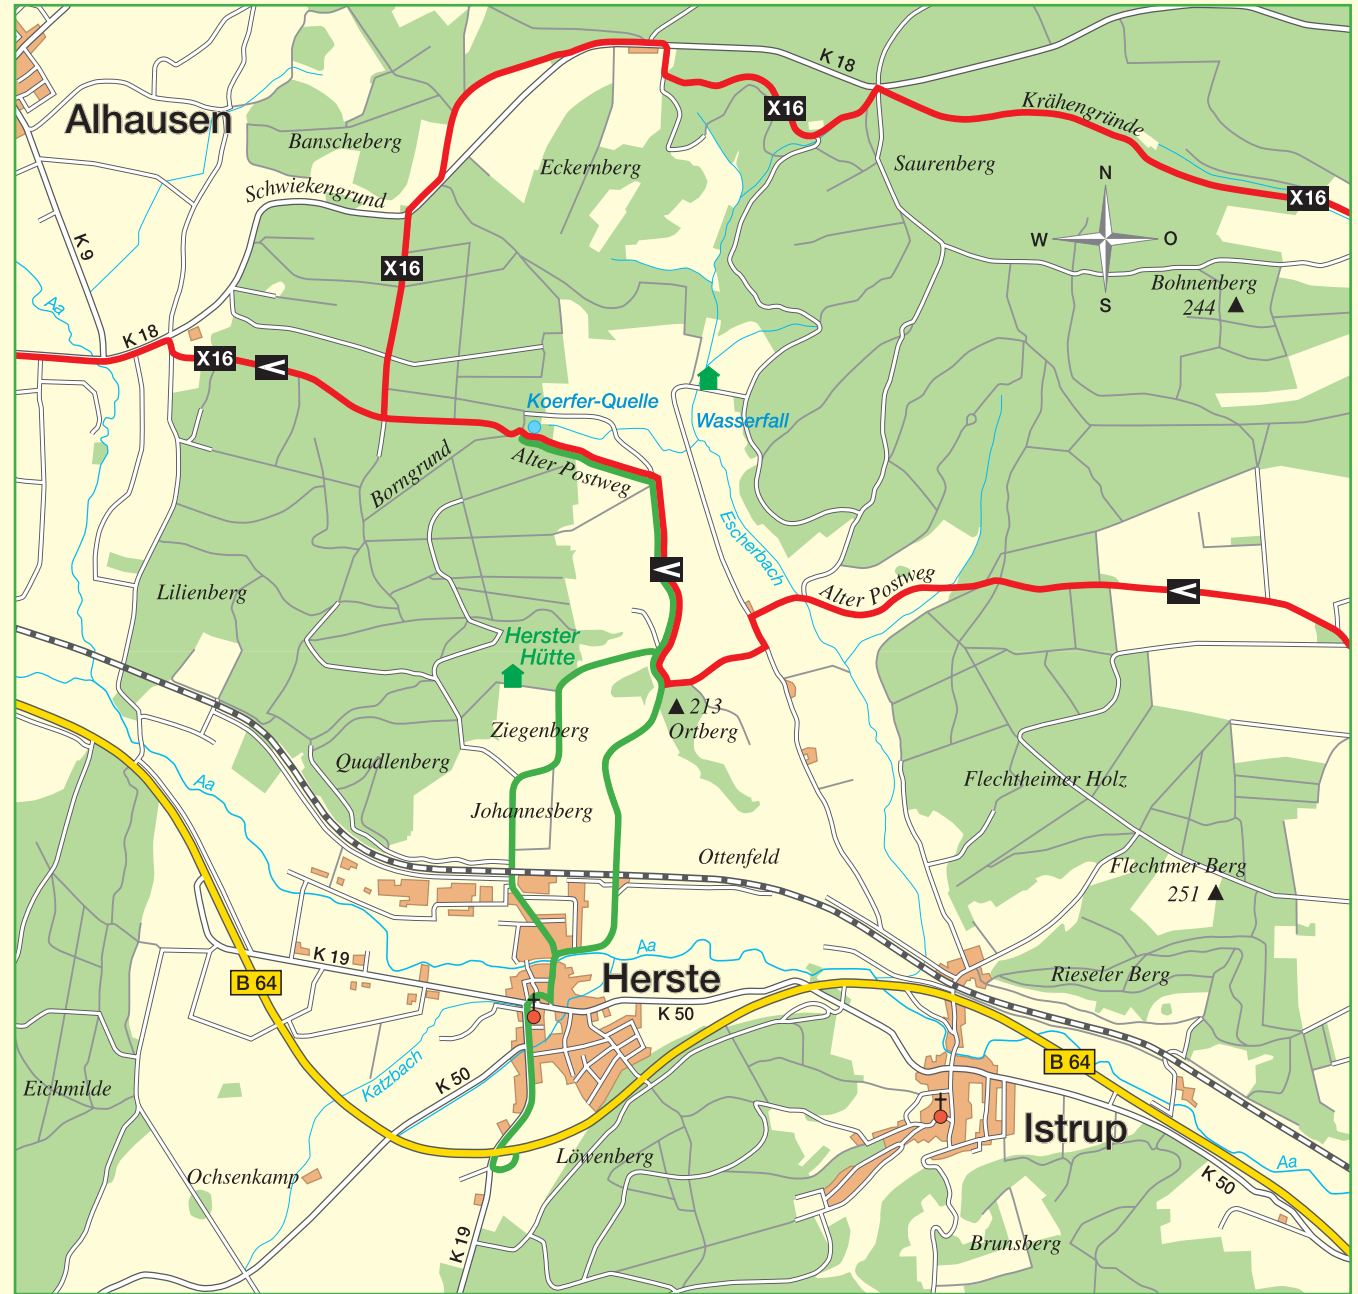 K 18
X16
Krähengründe
Alhausen
Banscheberg
Eckernberg
Saurenberg
N
Schwiekengrund
X16
K 9
W
O
X16
Bohnenberg
244
S
Aa
K 18
X16
<
Koerfer-Quelle
Wasserfall
Borngrund
Alter Postweg
Escherbach
<
Alter Postweg
<
Lilienberg
Herster
Hütte
213
Ortberg
Ziegenberg
Quadlenberg
Aa
Flechtheimer Holz
Johannesberg
Ottenfeld
Flechtmer Berg
251
Aa
K 19
Herste
Rieseler Berg
B 64
K 50
B 64
Katzbach
K 50
Eichmilde
Istrup
Löwenberg
Ochsenkamp
Aa
K 50
K 19
Brunsberg